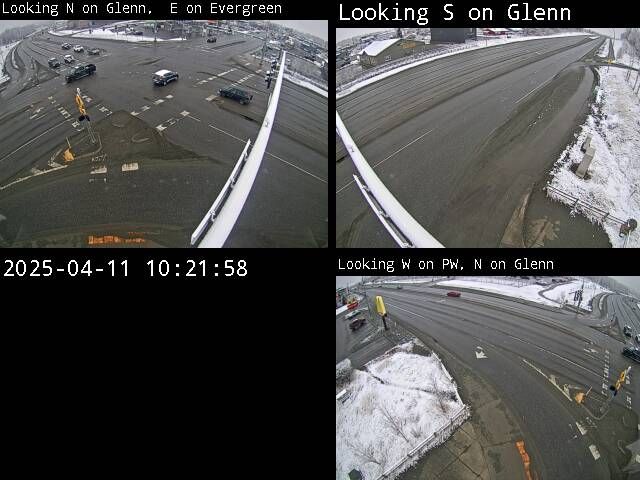 Looking N on Glenn,  E on Evergreen
Looking S on Glenn
2025-04-11 10:21:58
Looking W on PW, N on Glenn